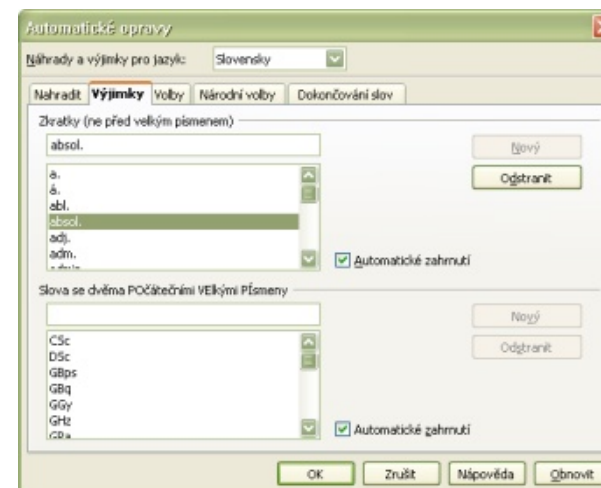 Automatické opravy
Náhrady a výjimky pro jazyk: Slovensky
Nahradit Výjimky Volby Národní volby Dokončování slov
Zkratky (ne před velkým písmenem)
absol. Nový
a. Odstranit
á.
abl.
absol.
adj.
adm. Automatické zahrnutí
Slova se dvěma POčátečními VElkými PÍsmeny
Nový
CSc Odstranit
DSc
GBps
GBq
GGy
GHz Automatické zahrnutí
GPa
OK Zrušit Nápověda Obnovit